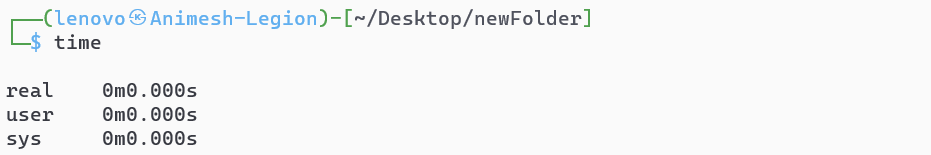 ┌──(lenovo㉿Animesh-Legion)-[~/Desktop/newFolder]
└─$ time
real 0m0.000s
user 0m0.000s
sys 0m0.000s